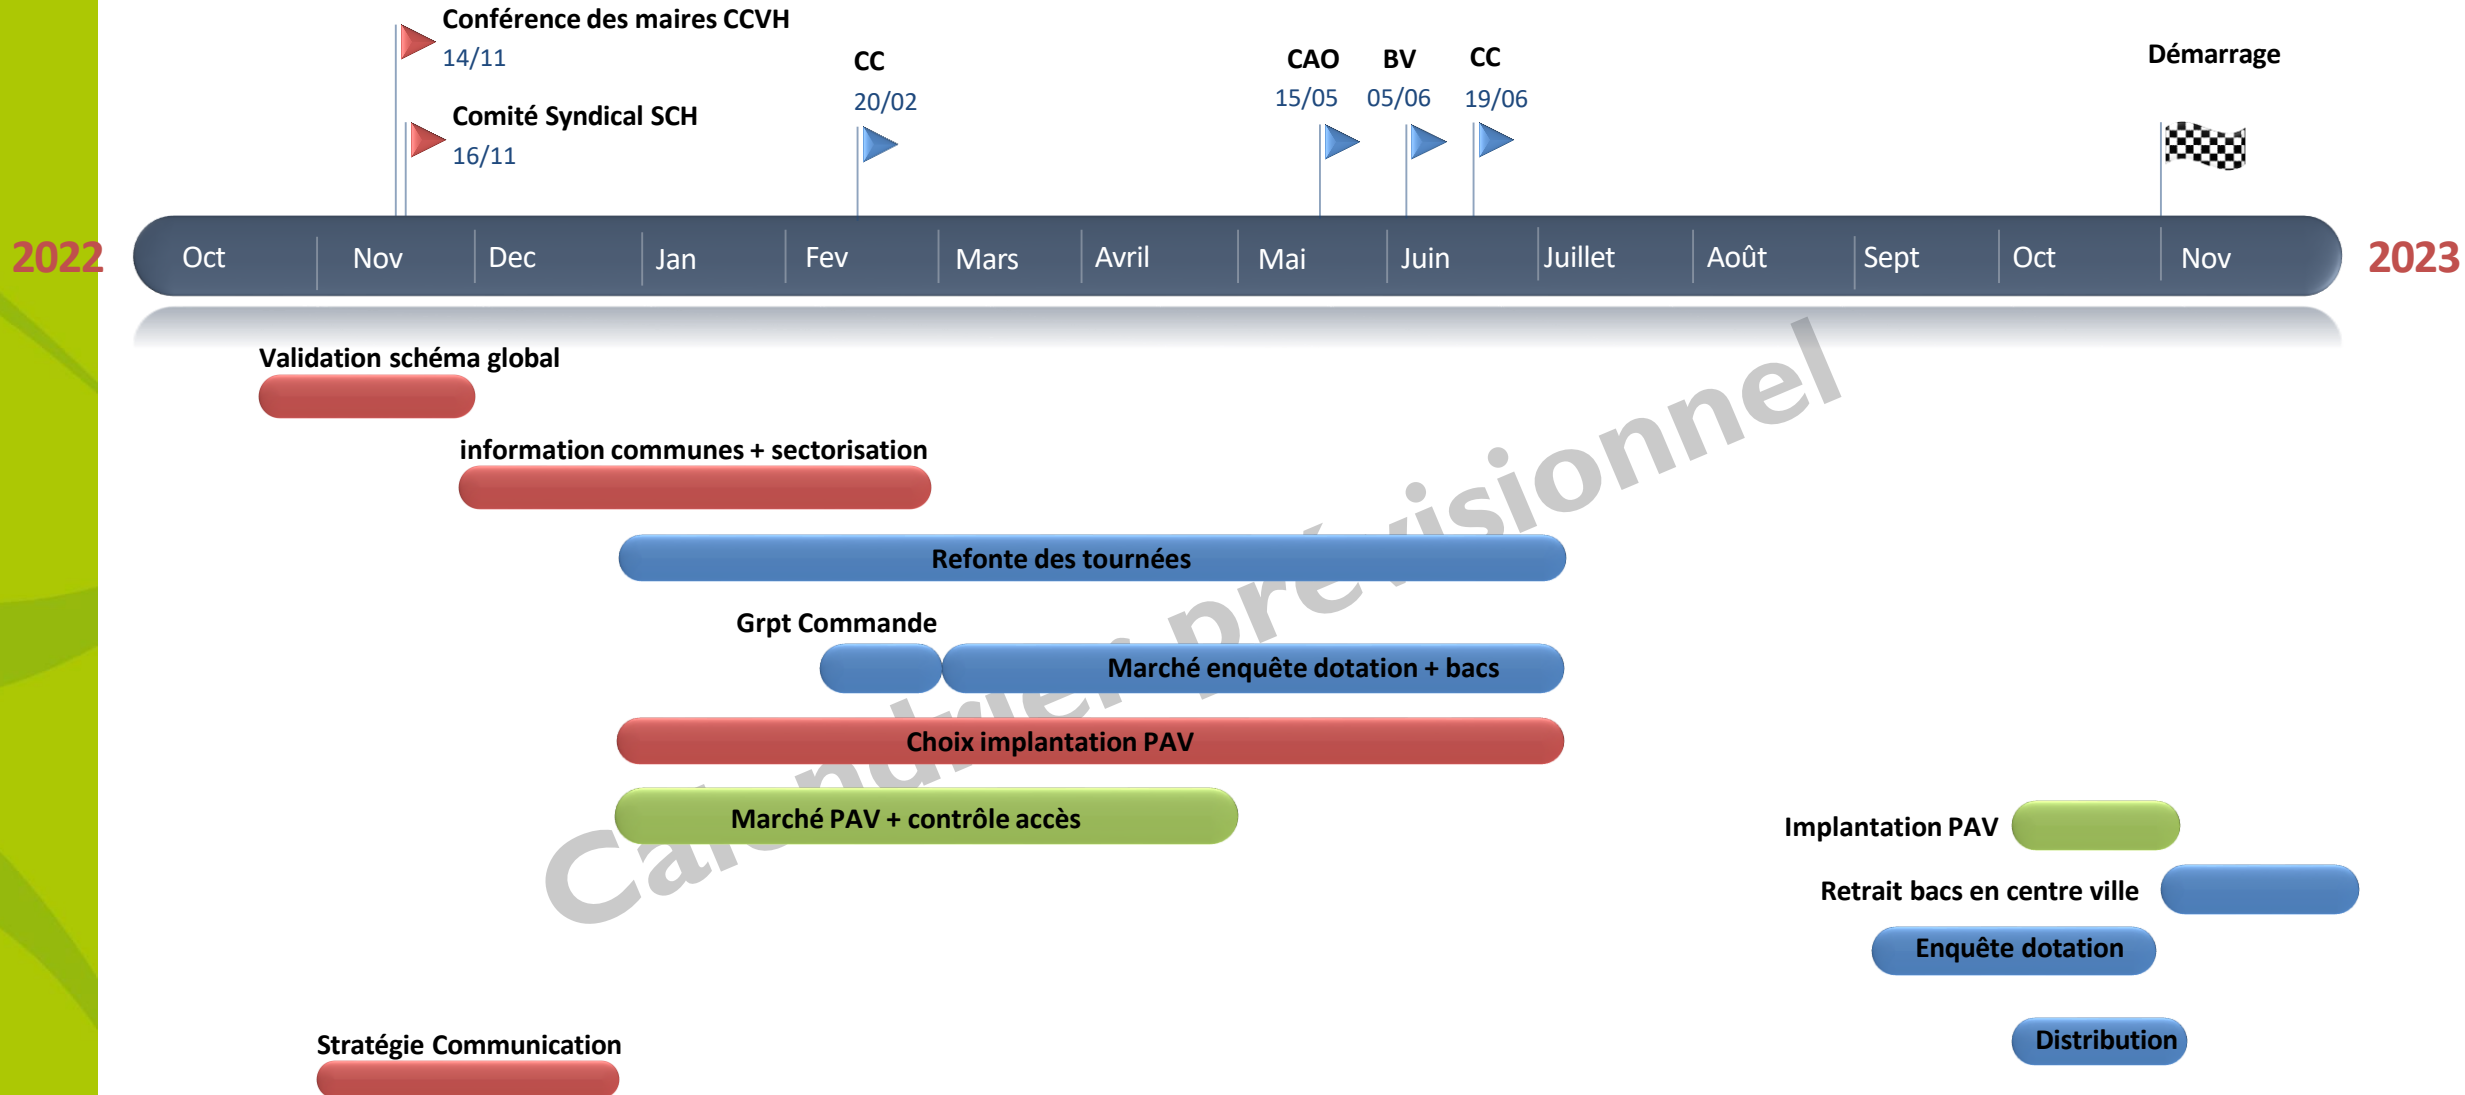 Conférence des maires CCVH
14/11
Comité Syndical SCH
16/11
CC
20/02
CAO
15/05
BV
05/06
CC
19/06
Démarrage
2022
Oct
Nov
Dec
Jan
Fev
Mars
Avril
Mai
Juin
Juillet
Août
Sept
Oct
Nov
2023
Validation schéma global
information communes + sectorisation
Refonte des tournées
Grpt Commande
Marché enquête dotation + bacs
Choix implantation PAV
Marché PAV + contrôle accès
Implantation PAV
Retrait bacs en centre ville
Enquête dotation
Distribution
Stratégie Communication
Calendrier prévisionnel